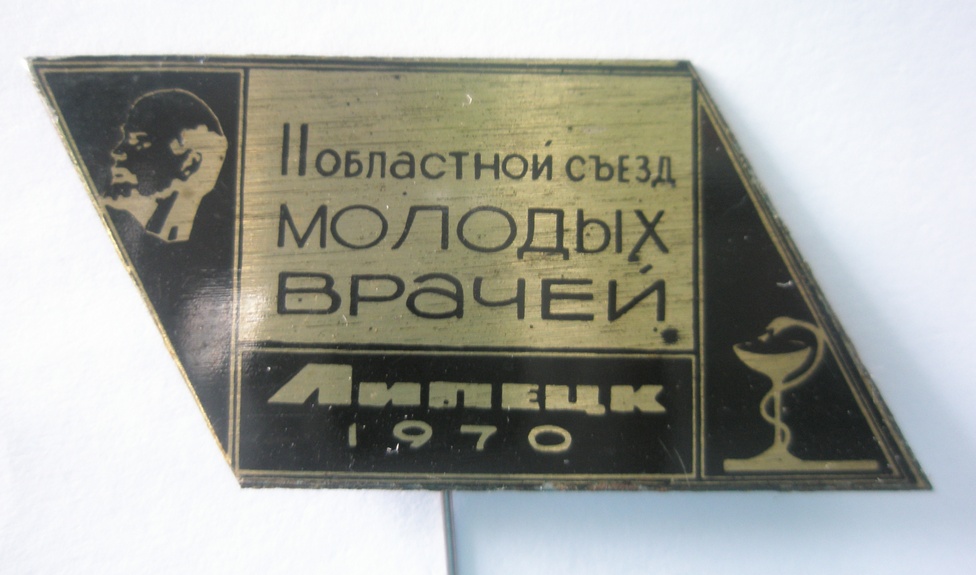 II ОБЛАСТНОЙ СЪЕЗД
МОЛОДЫХ
ВРАЧЕЙ
ЛИПЕЦК
1970